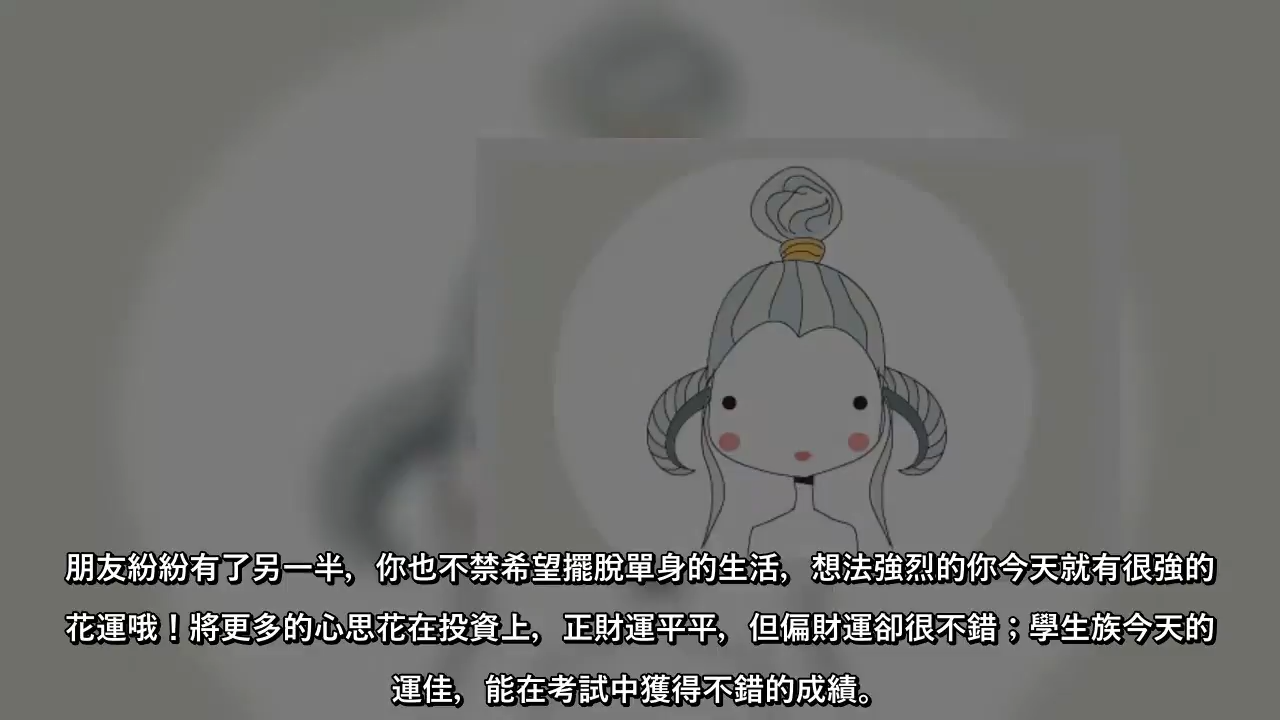 朋友紛紛有了另一半，你也不禁希望擺脫單身的生活，想法強烈的你今天就有很強的
花運哦！將更多的心思花在投資上，正財運平平，但偏財運卻很不錯；學生族今天的
運佳，能在考試中獲得不錯的成績。